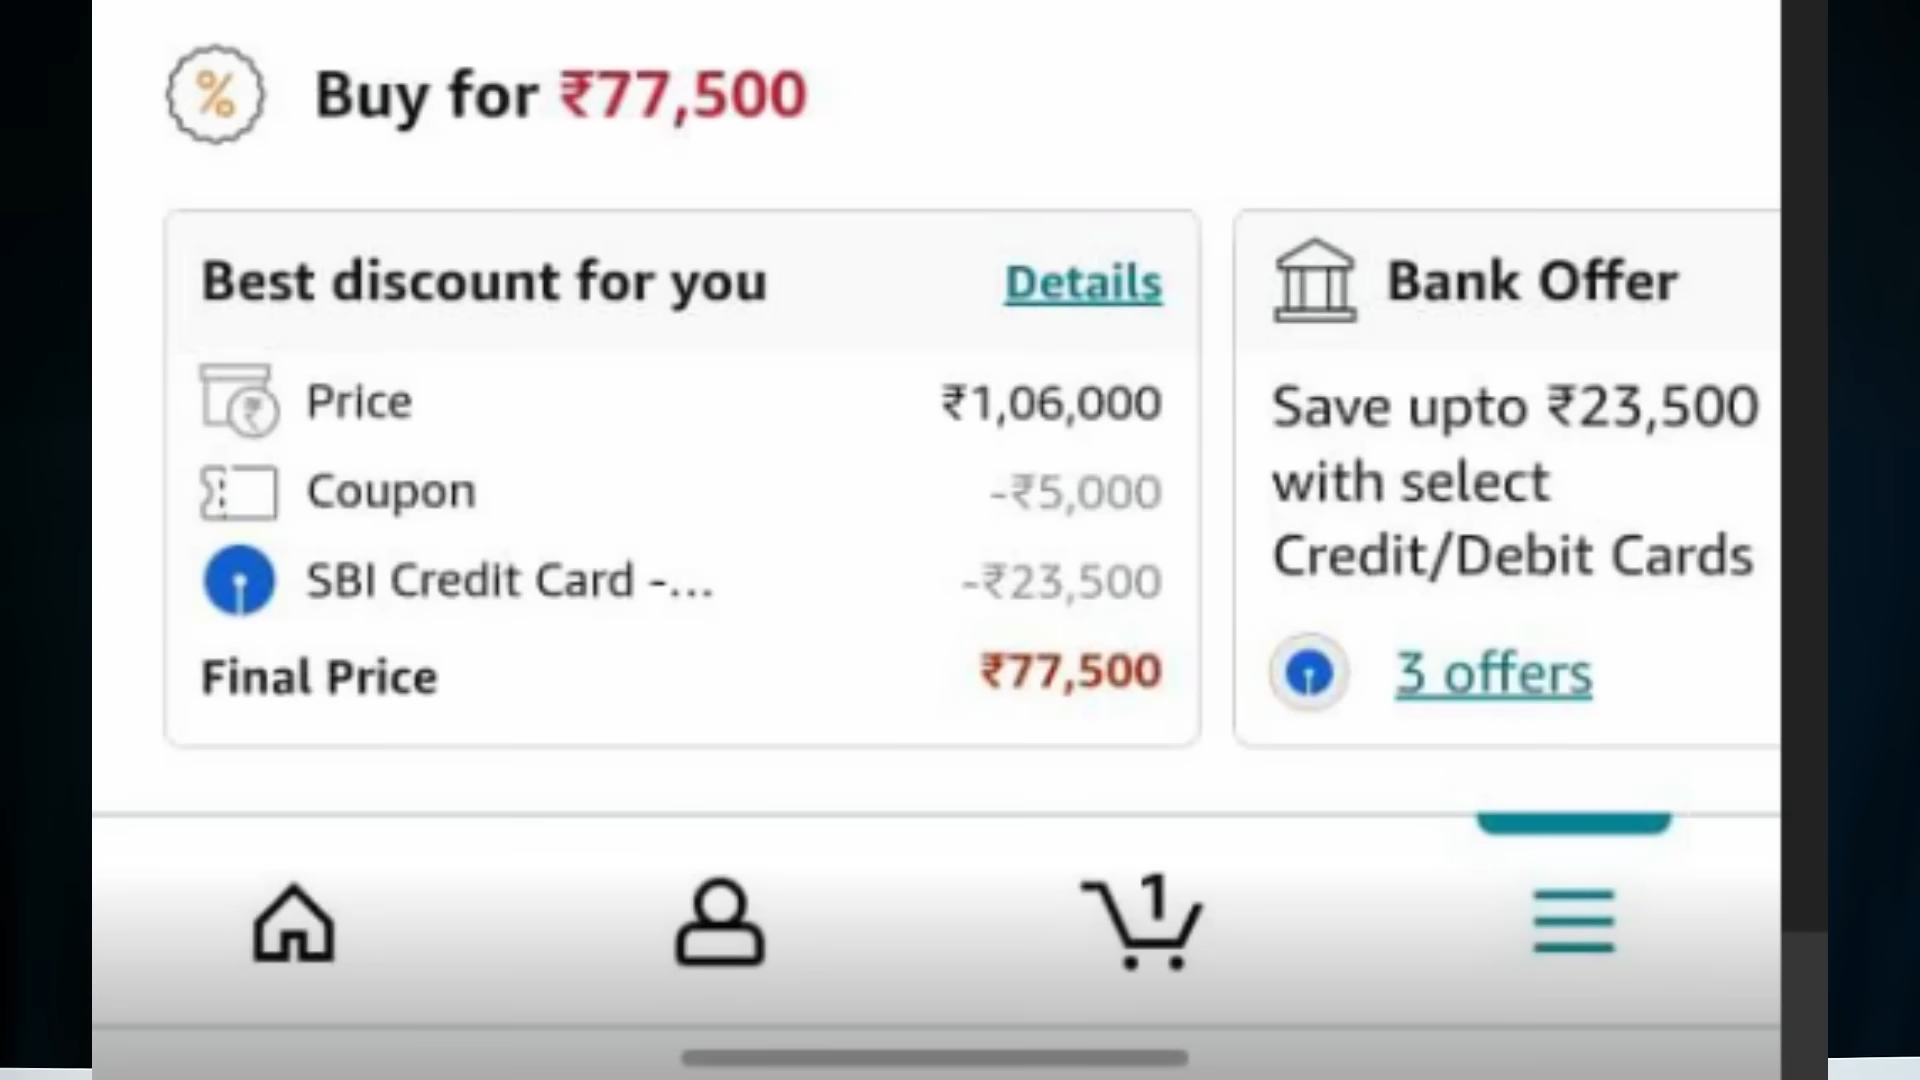 Buy for ₹77,500
Best discount for you
Details
Price
₹1,06,000
Coupon
-₹5,000
SBI Credit Card -...
-₹23,500
Final Price
₹77,500
Bank Offer
Save upto ₹23,500
with select
Credit/Debit Cards
3 offers
1